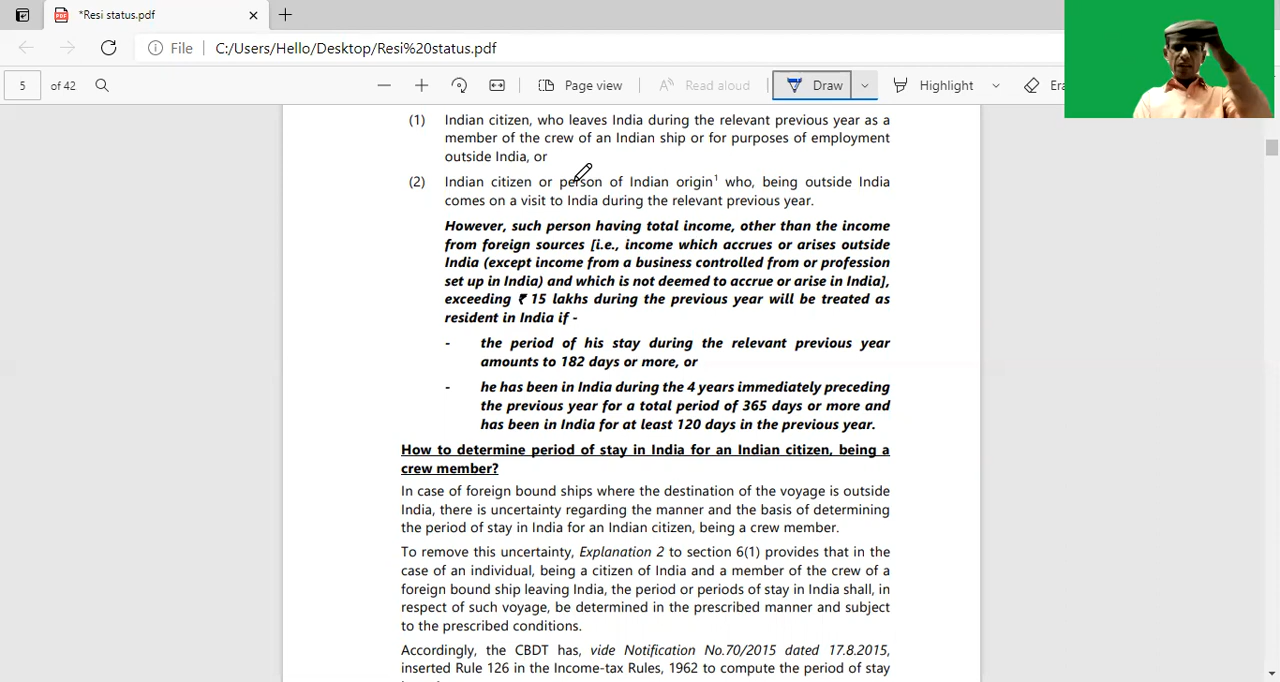 *Resi status.pdf
File
C:/Users/Hello/Desktop/Resi%20status.pdf
5 of 42
Page view
Read aloud
Draw
Highlight
(1) Indian citizen, who leaves India during the relevant previous year as a
member of the crew of an Indian ship or for purposes of employment
outside India, or
(2) Indian citizen or person of Indian origin1 who, being outside India
comes on a visit to India during the relevant previous year.
However, such person having total income, other than the income
from foreign sources [i.e., income which accrues or arises outside
India (except income from a business controlled from or profession
set up in India) and which is not deemed to accrue or arise in India],
exceeding ₹ 15 lakhs during the previous year will be treated as
resident in India if -
- the period of his stay during the relevant previous year
amounts to 182 days or more, or
- he has been in India during the 4 years immediately preceding
the previous year for a total period of 365 days or more and
has been in India for at least 120 days in the previous year.
How to determine period of stay in India for an Indian citizen, being a
crew member?
In case of foreign bound ships where the destination of the voyage is outside
India, there is uncertainty regarding the manner and the basis of determining
the period of stay in India for an Indian citizen, being a crew member.
To remove this uncertainty, Explanation 2 to section 6(1) provides that in the
case of an individual, being a citizen of India and a member of the crew of a
foreign bound ship leaving India, the period or periods of stay in India shall, in
respect of such voyage, be determined in the prescribed manner and subject
to the prescribed conditions.
Accordingly, the CBDT has, vide Notification No.70/2015 dated 17.8.2015,
inserted Rule 126 in the Income-tax Rules, 1962 to compute the period of stay